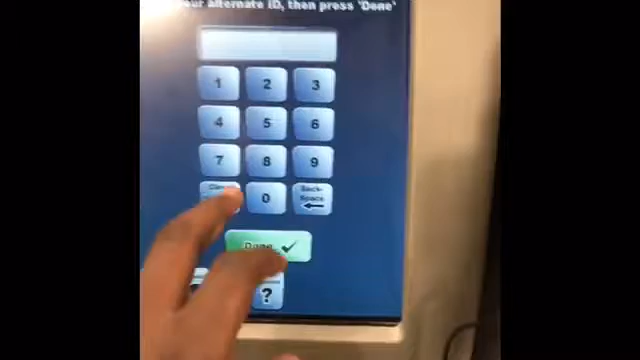 our alternate ID, then press 'Done'
1 2 3
4 5 6
7 8 9
0 Back-
Space
Done
?